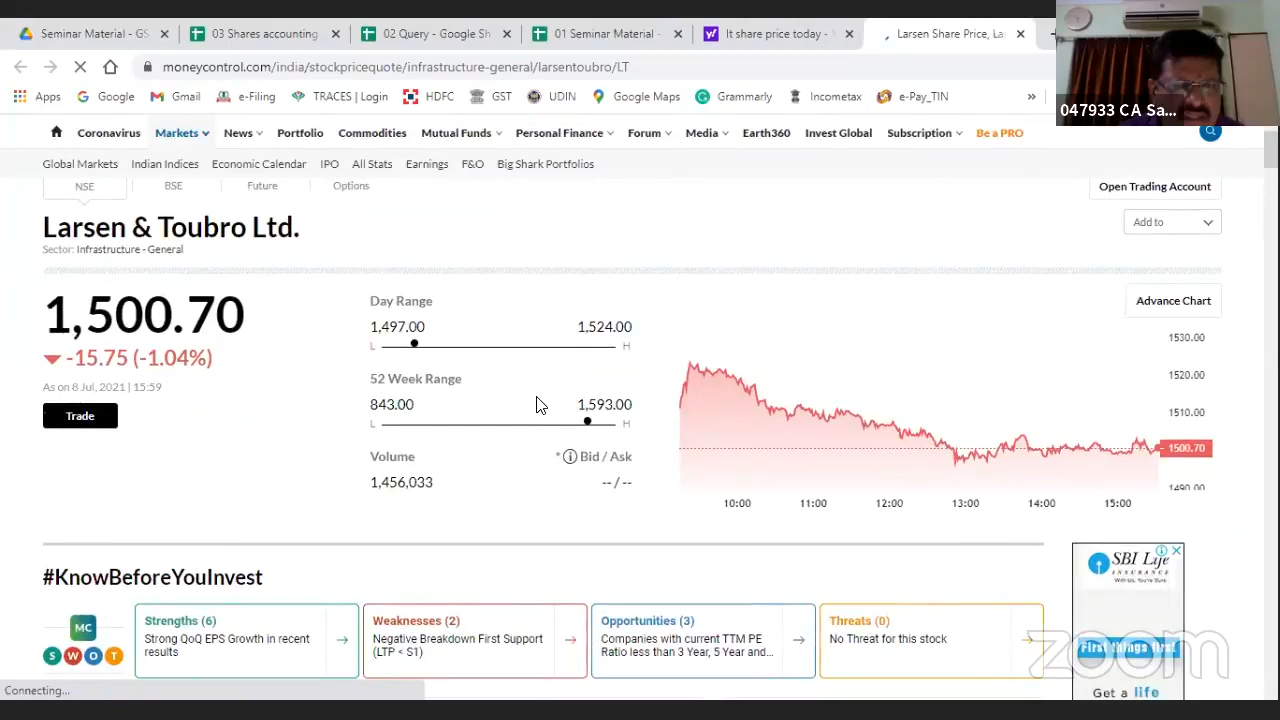 Seminar Material - GS
03 Shares accounting
02 Query - Google Sh
01 Seminar Material -
lt share price today -
Larsen Share Price, La
moneycontrol.com/india/stockpricequote/infrastructure-general/larsentoubro/LT
Apps Google Gmail e-Filing TRACES | Login HDFC GST UDIN Google Maps Grammarly Incometax e-Pay_TIN »
047933 CA Sa...
Coronavirus Markets News Portfolio Commodities Mutual Funds Personal Finance Forum Media Earth360 Invest Global Subscription Be a PRO
Global Markets Indian Indices Economic Calendar IPO All Stats Earnings F&O Big Shark Portfolios
NSE BSE Future Options
Open Trading Account
Larsen & Toubro Ltd.
Add to
Sector: Infrastructure - General
1,500.70
-15.75 (-1.04%)
As on 8 Jul, 2021 | 15:59
Trade
Day Range
1,497.00 1,524.00
L H
52 Week Range
843.00 1,593.00
L H
Volume * Bid / Ask
1,456,033 -- / --
Advance Chart
1530.00
1520.00
1510.00
1500.70
1490.00
10:00 11:00 12:00 13:00 14:00 15:00
#KnowBeforeYouInvest
MC
S W O T
Strengths (6)
Strong QoQ EPS Growth in recent
results
Weaknesses (2)
Negative Breakdown First Support
(LTP < S1)
Opportunities (3)
Companies with current TTM PE
Ratio less than 3 Year, 5 Year and...
Threats (0)
No Threat for this stock
SBI Life
INSURANCE
With Us, You're Sure
First things first
Get a life
zoom
Connecting...